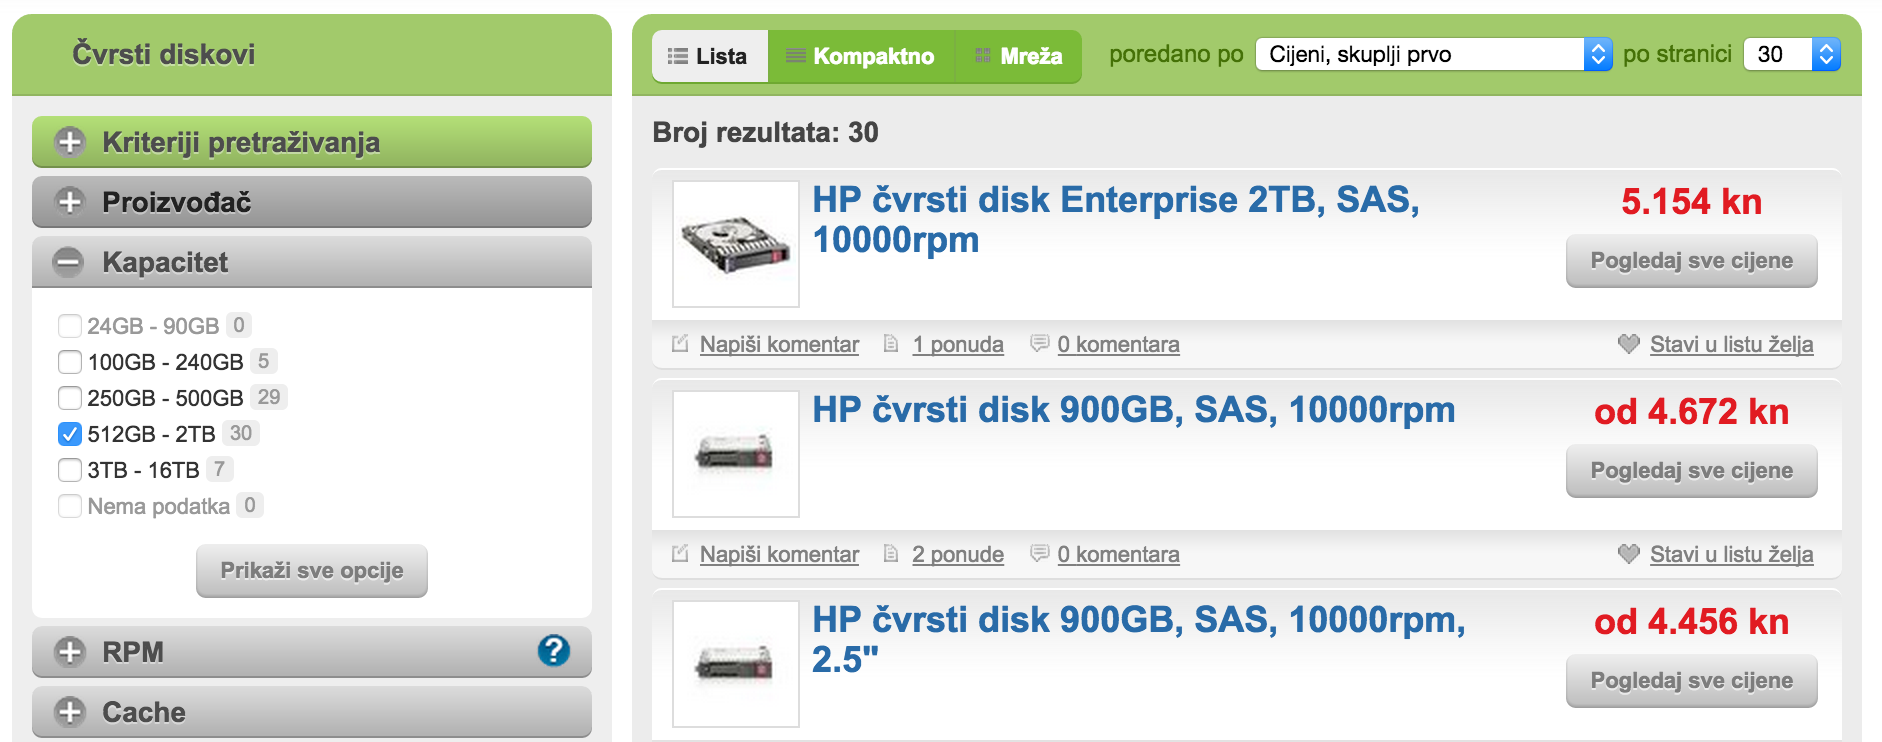 Čvrsti diskovi
Kriteriji pretraživanja
Proizvođač
Kapacitet
24GB - 90GB 0
100GB - 240GB 5
250GB - 500GB 29
512GB - 2TB 30
3TB - 16TB 7
Nema podatka 0
Prikaži sve opcije
RPM ?
Cache
Lista Kompaktno Mreža poredano po Cijeni, skuplji prvo po stranici 30
Broj rezultata: 30
HP čvrsti disk Enterprise 2TB, SAS,
10000rpm
5.154 kn
Pogledaj sve cijene
Napiši komentar 1 ponuda 0 komentara Stavi u listu želja
HP čvrsti disk 900GB, SAS, 10000rpm
od 4.672 kn
Pogledaj sve cijene
Napiši komentar 2 ponude 0 komentara Stavi u listu želja
HP čvrsti disk 900GB, SAS, 10000rpm,
2.5"
od 4.456 kn
Pogledaj sve cijene